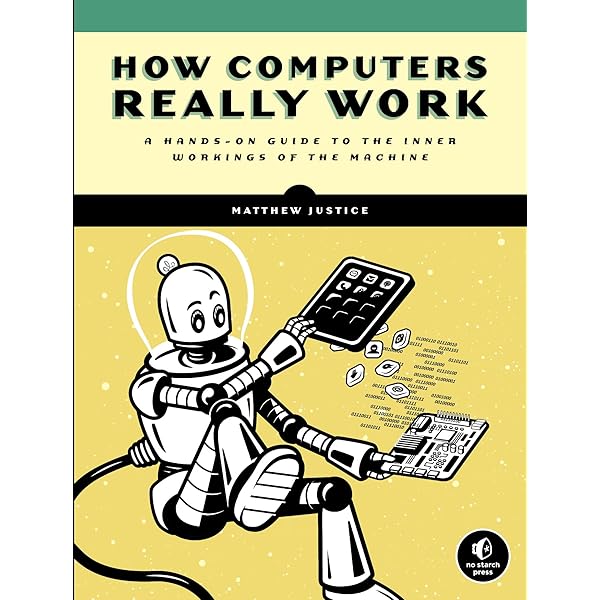 HOW COMPUTERS
REALLY WORK
A HANDS-ON GUIDE TO THE INNER
WORKINGS OF THE MACHINE
MATTHEW JUSTICE
no starch
press